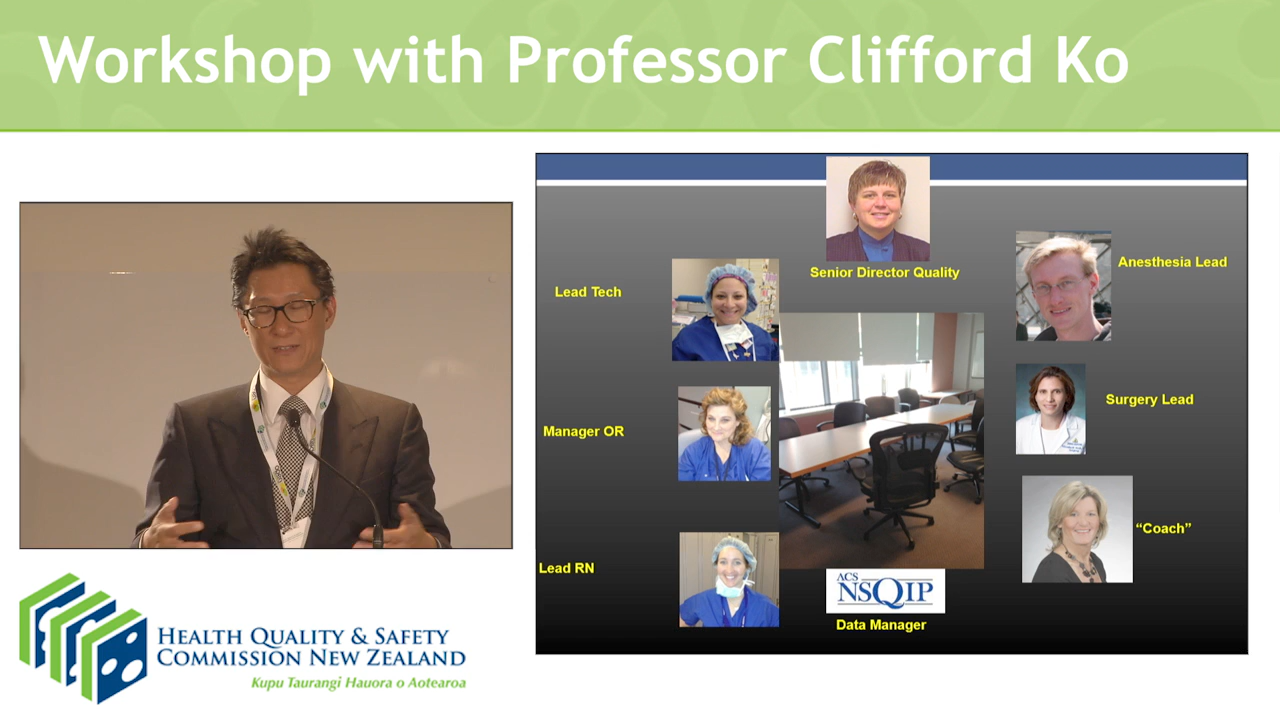 Workshop with Professor Clifford Ko
Senior Director Quality
Anesthesia Lead
Lead Tech
Surgery Lead
Manager OR
"Coach"
Lead RN
ACS
NSQIP
Data Manager
HEALTH QUALITY & SAFETY
COMMISSION NEW ZEALAND
Kupu Taurangi Hauora o Aotearoa